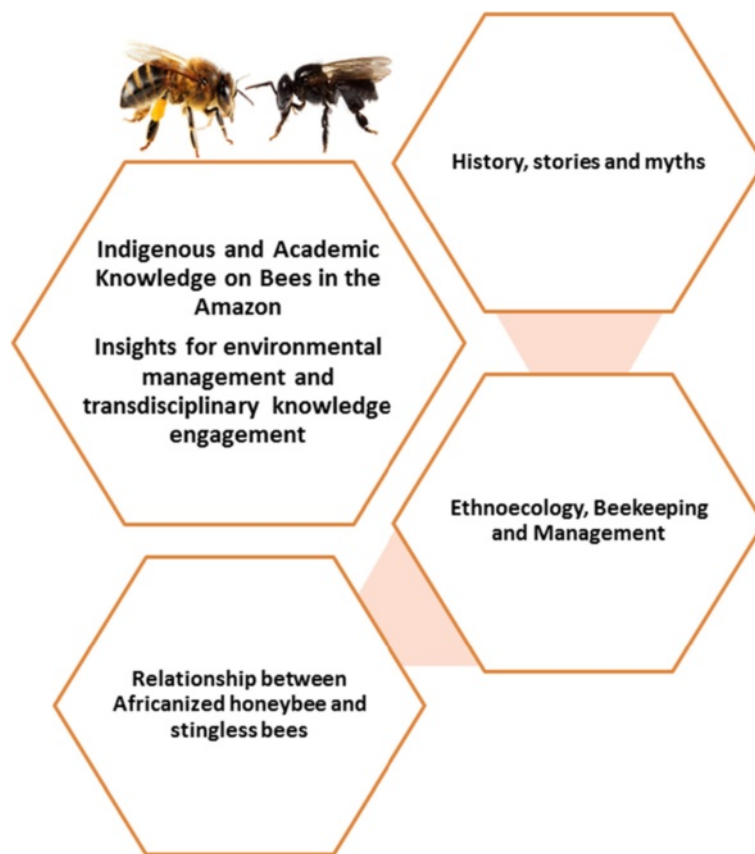 Indigenous and Academic
Knowledge on Bees in the
Amazon
Insights for environmental
management and
transdisciplinary knowledge
engagement
History, stories and myths
Ethnoecology, Beekeeping
and Management
Relationship between
Africanized honeybee and
stingless bees